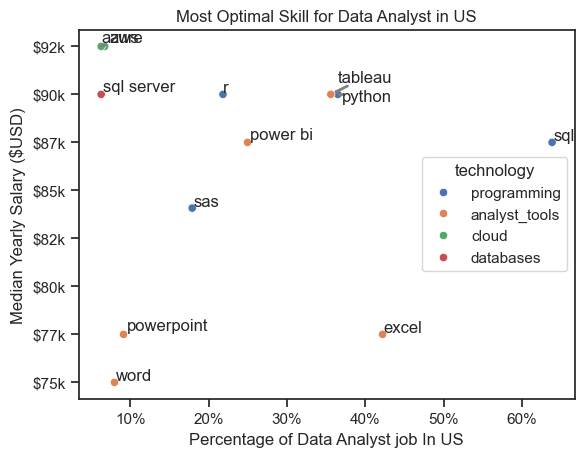 Most Optimal Skill for Data Analyst in US
Median Yearly Salary ($USD)
$92k
$90k
$87k
$85k
$82k
$80k
$77k
$75k
azure
aws
sql server
r
tableau
python
power bi
sql
sas
powerpoint
excel
word
technology
programming
analyst_tools
cloud
databases
10%
20%
30%
40%
50%
60%
Percentage of Data Analyst job In US